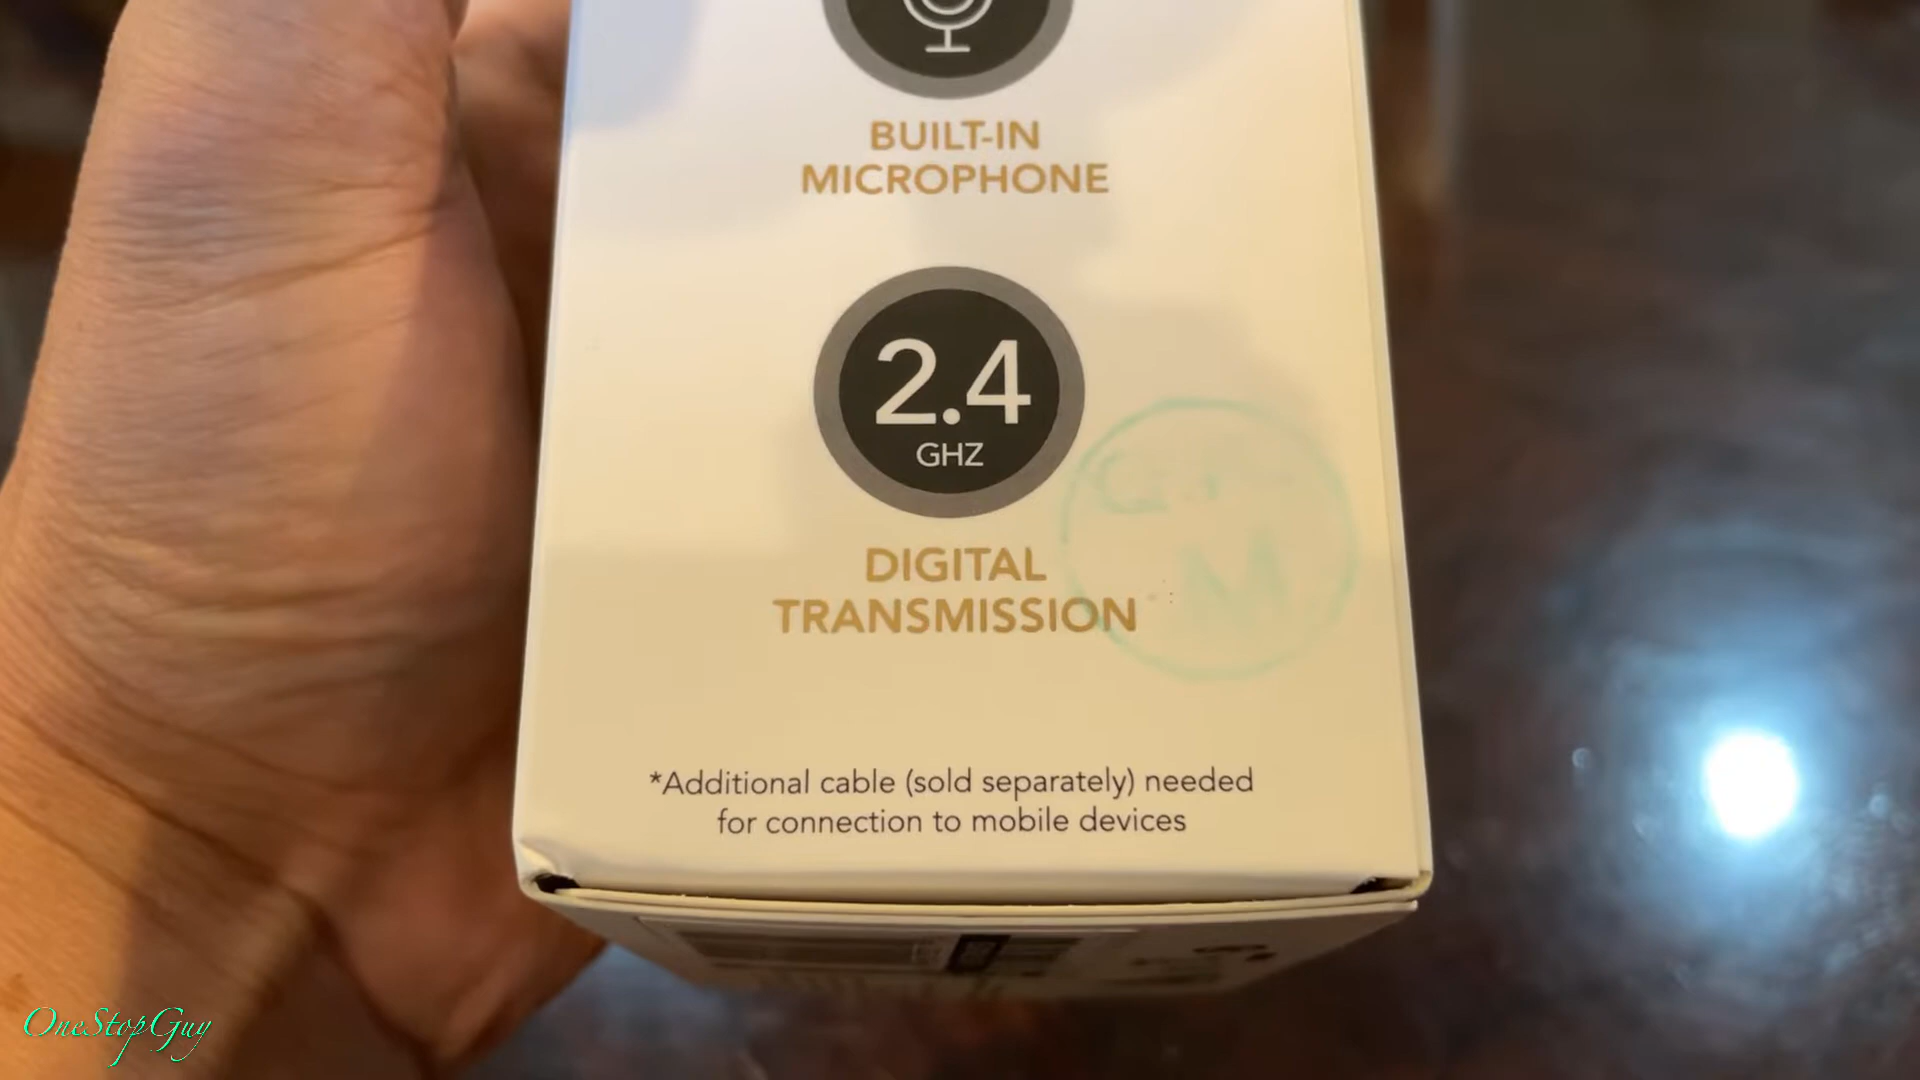 BUILT-IN
MICROPHONE
2.4
GHZ
DIGITAL
TRANSMISSION
*Additional cable (sold separately) needed
for connection to mobile devices
OneStopGuy